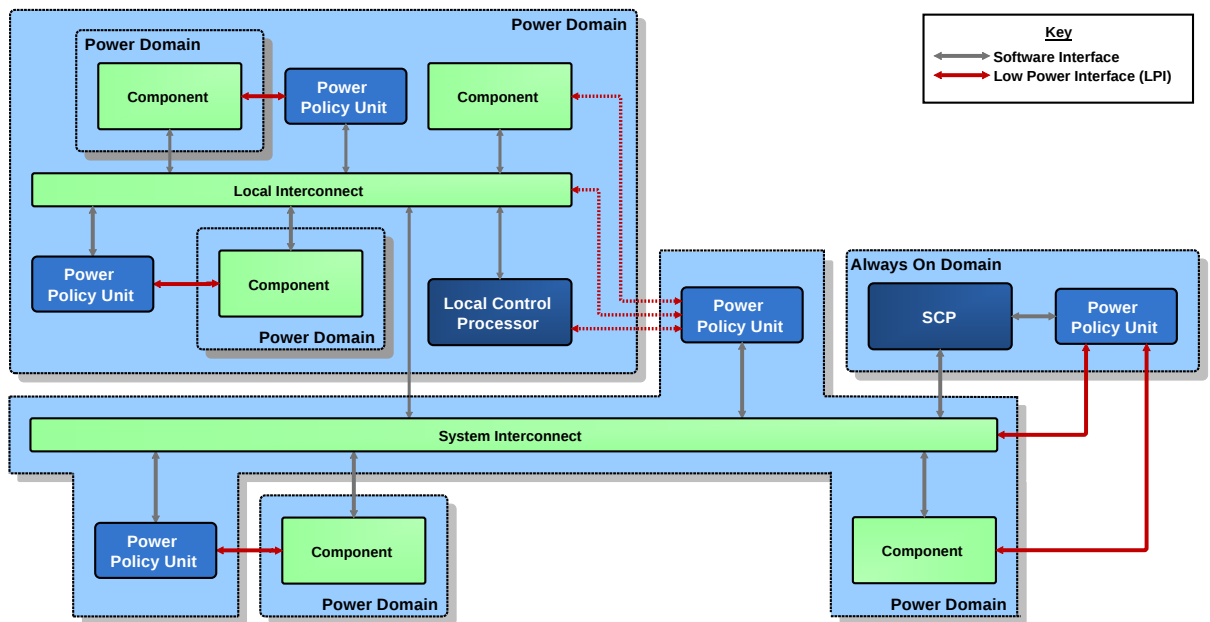 Power Domain
Key
Software Interface
Low Power Interface (LPI)
Power Domain
Component
Power
Policy Unit
Component
Local Interconnect
Power
Policy Unit
Component
Power Domain
Local Control
Processor
Power
Policy Unit
Always On Domain
SCP
Power
Policy Unit
System Interconnect
Power
Policy Unit
Component
Power Domain
Component
Power Domain